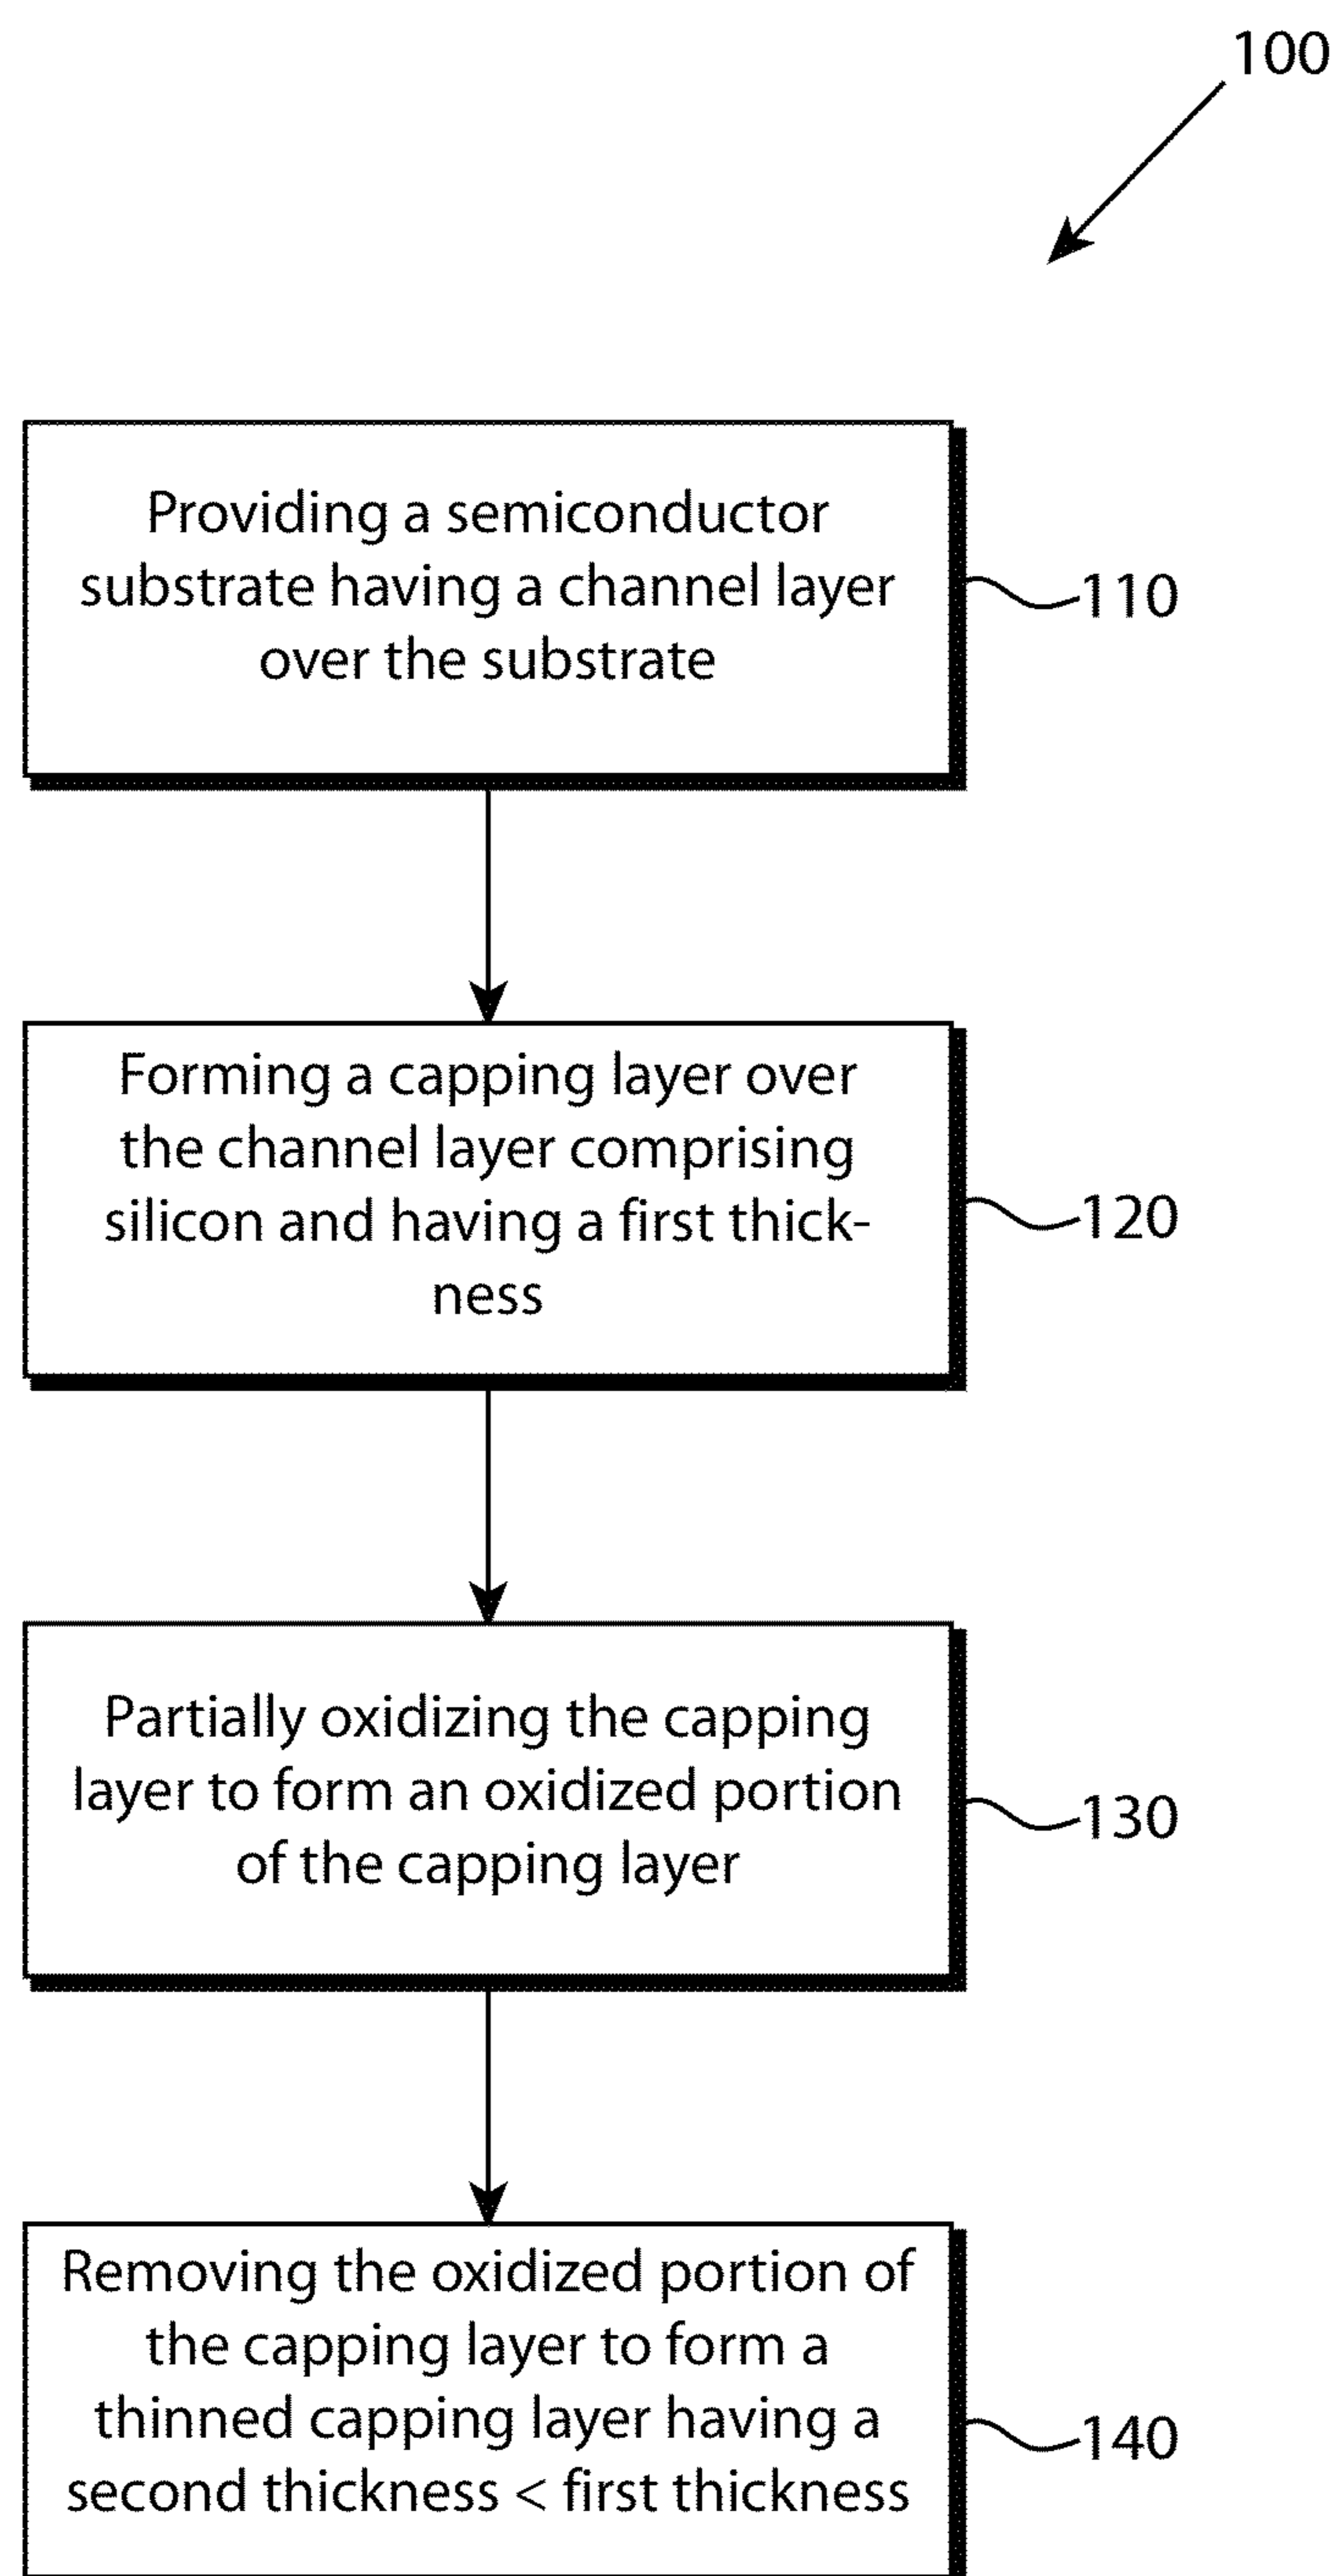 100
Providing a semiconductor
substrate having a channel layer
over the substrate
110
Forming a capping layer over
the channel layer comprising
silicon and having a first thick-
ness
120
Partially oxidizing the capping
layer to form an oxidized portion
of the capping layer
130
Removing the oxidized portion of
the capping layer to form a
thinned capping layer having a
second thickness < first thickness
140